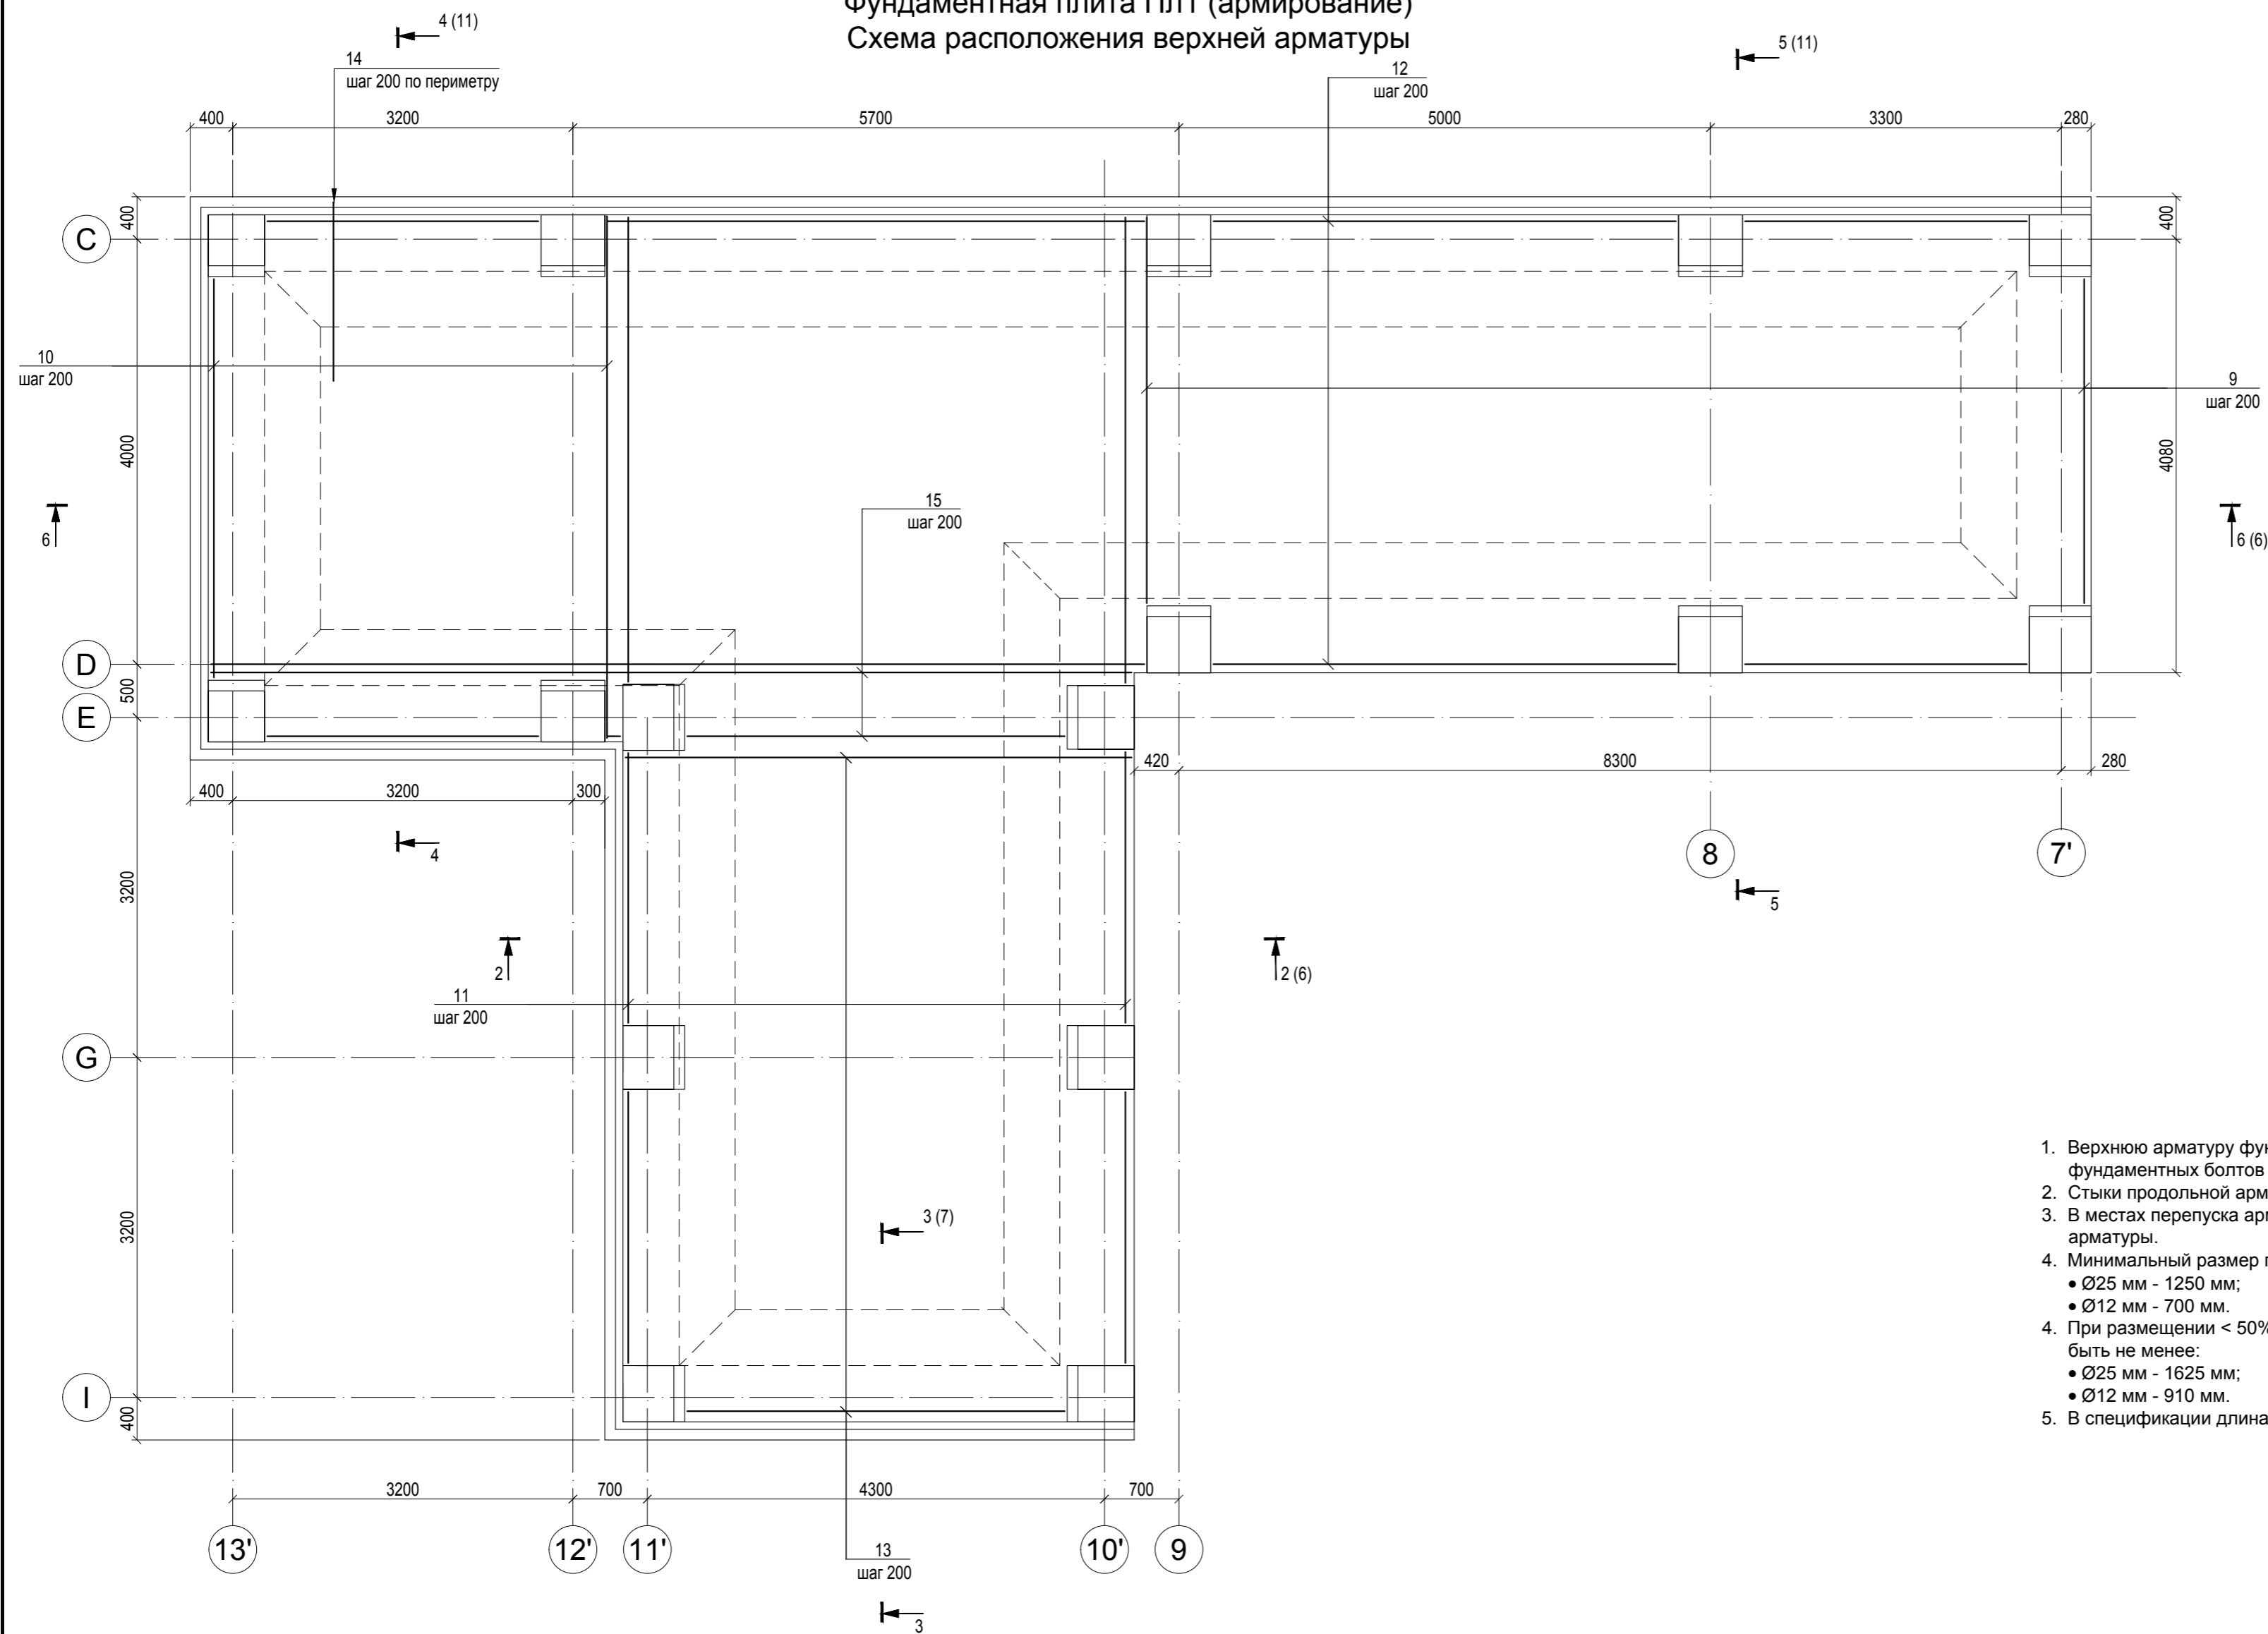 Фундаментная плита Пл1 (армирование)
Схема расположения верхней арматуры
4 (11)
5 (11)
14
шаг 200 по периметру
12
шаг 200
400
3200
5700
5000
3300
280
C
400
400
10
шаг 200
9
шаг 200
4000
4080
15
шаг 200
6
6 (6)
D
500
E
420
8300
280
400
3200
300
4
8
7'
5
3200
2
2 (6)
11
шаг 200
G
3 (7)
3200
I
400
3200
700
4300
700
13'
12'
11'
10'
9
13
шаг 200
3
1. Верхнюю арматуру
фундаментных болтов
2. Стыки продольной
3. В местах перепуска
арматуры.
4. Минимальный размер
• Ø25 мм - 1250 мм;
• Ø12 мм - 700 мм.
4. При размещении < 50%
быть не менее:
• Ø25 мм - 1625 мм;
• Ø12 мм - 910 мм.
5. В спецификации длина